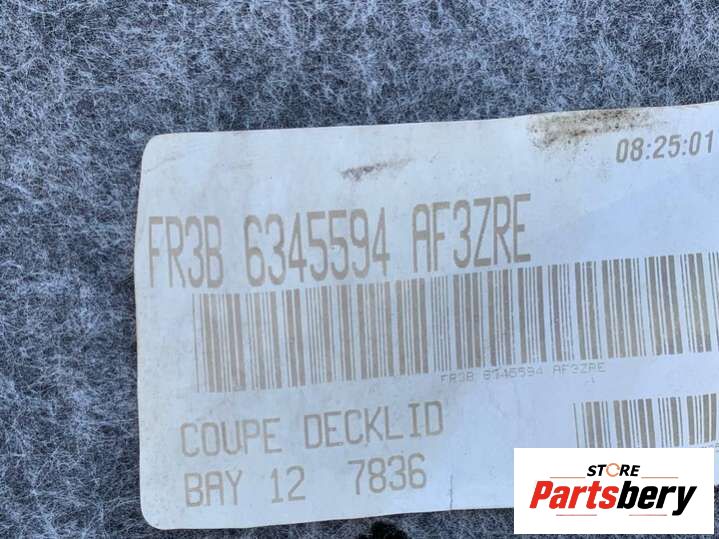 08:25:01
FR3B 6345594 AF3ZRE
FR3B 6345594 AF3ZRE
COUPE DECKLID
BAY 12 7836
STORE
Partsbery